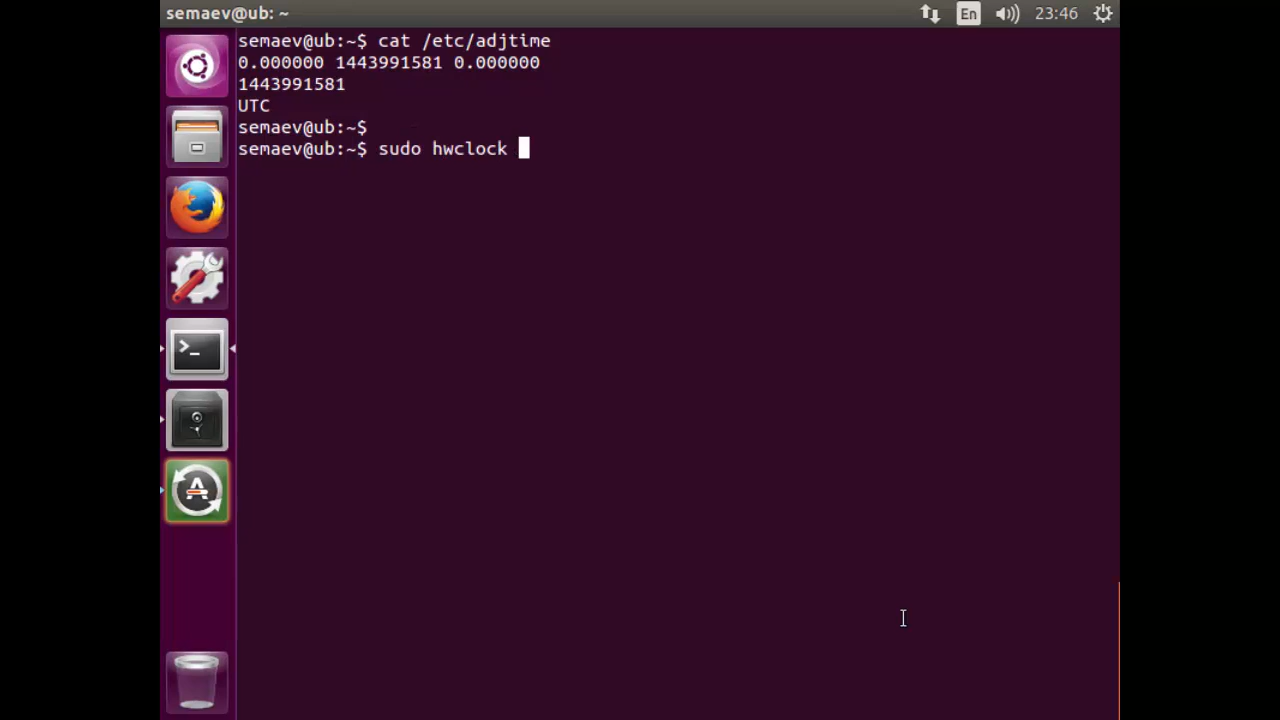 semaev@ub: ~
En
23:46
semaev@ub:~$ cat /etc/adjtime
0.000000 1443991581 0.000000
1443991581
UTC
semaev@ub:~$
semaev@ub:~$ sudo hwclock